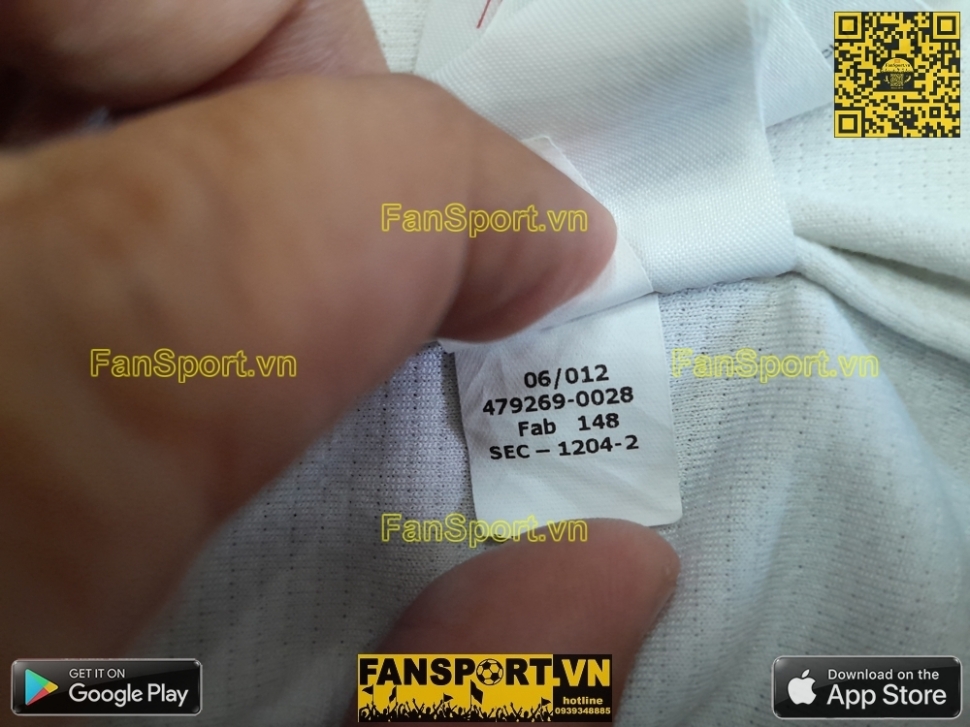 FanSport.vn
FanSport.vn
FanSport.vn
06/012
479269-0028
Fab 148
SEC – 1204-2
FanSport.vn
GET IT ON
Google Play
FANSPORT.VN
hotline
0939348885
Download on the
App Store